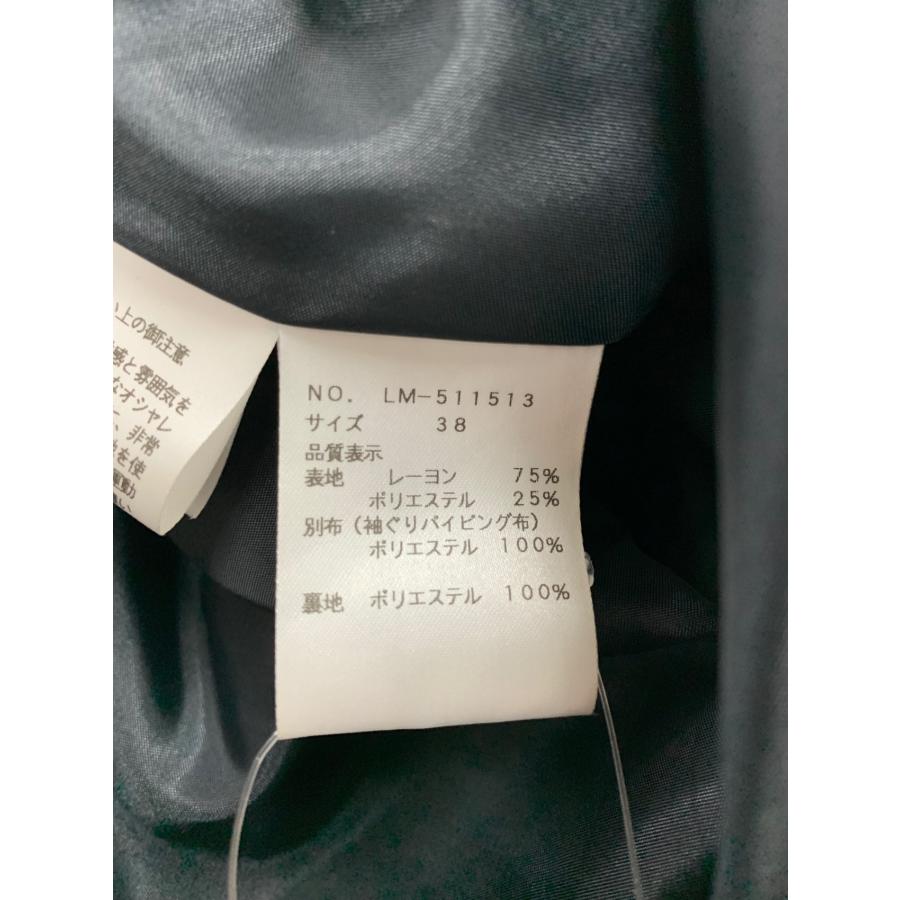 い上の御注意
感と雰囲気を
なオシャレ
、非常
を使
運動
NO. LM-511513
サイズ 38
品質表示
表地 レーヨン 75%
ポリエステル 25%
別布(袖ぐりパイピング布)
ポリエステル 100%
裏地 ポリエステル 100%